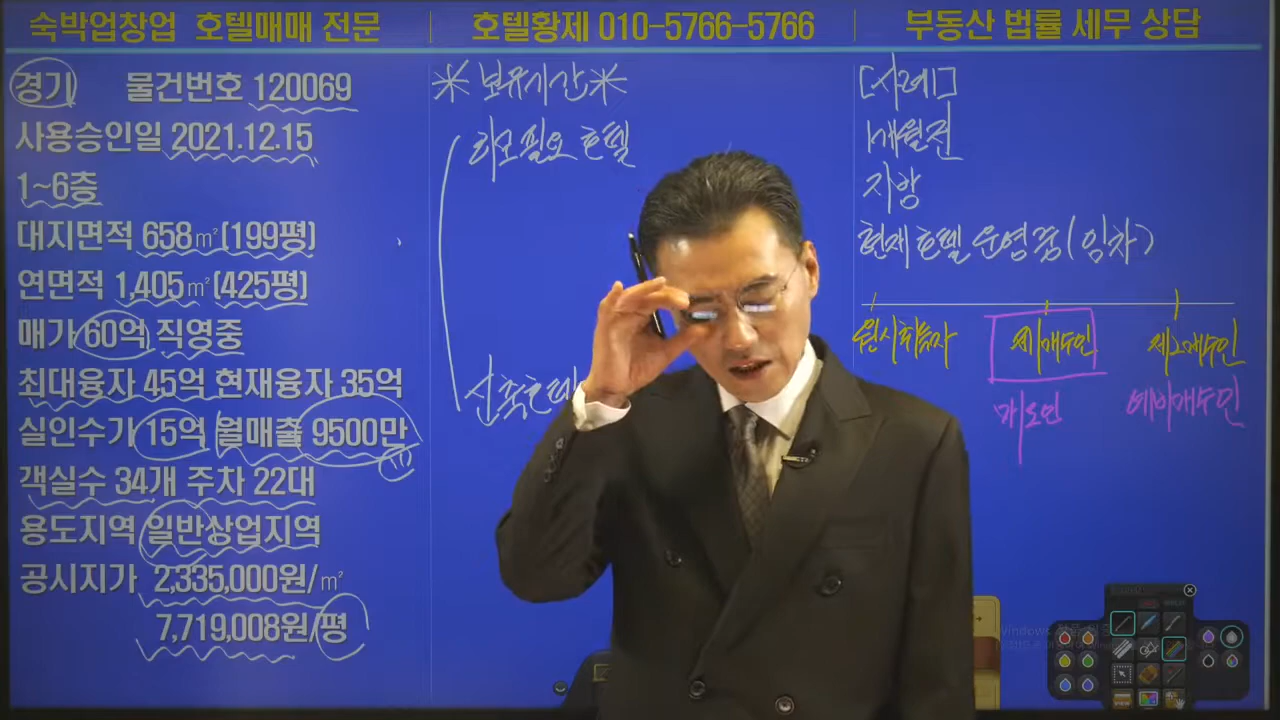 숙박업창업 호텔매매 전문
호텔황제 010-5766-5766
부동산 법률 세무 상담
경기 물건번호 120069
사용승인일 2021.12.15
1~6층
대지면적 658㎡(199평)
연면적 1,405㎡(425평)
매가 60억 직영중
최대융자 45억 현재융자 35억
실인수가 15억 월매출 9500만
객실수 34개 주차 22대
용도지역 일반상업지역
공시지가 2,335,000원/㎡
7,719,008원/평
※ 보유기간 ※
리모필요호텔
신축호텔
[사례]
1개월전
지방
현재 호텔 운영중(임차)
원시취득자
제1매수인
제2매수인
매도인
예비매수인